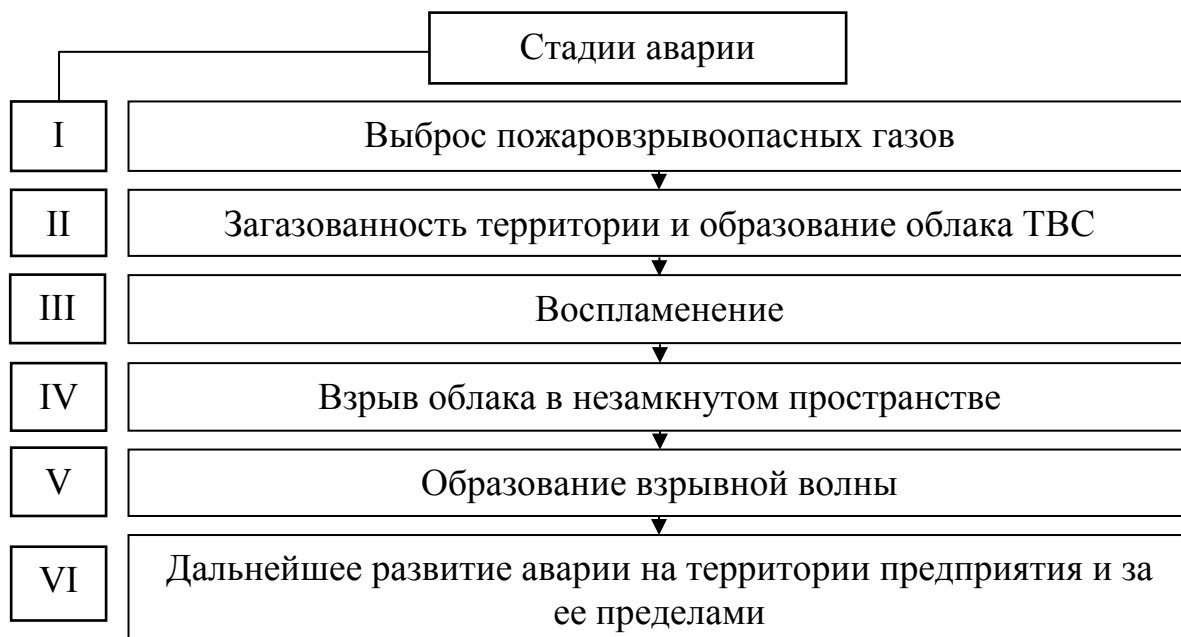 Стадии аварии
I
Выброс пожаровзрывоопасных газов
II
Загазованность территории и образование облака ТВС
III
Воспламенение
IV
Взрыв облака в незамкнутом пространстве
V
Образование взрывной волны
VI
Дальнейшее развитие аварии на территории предприятия и за
ее пределами